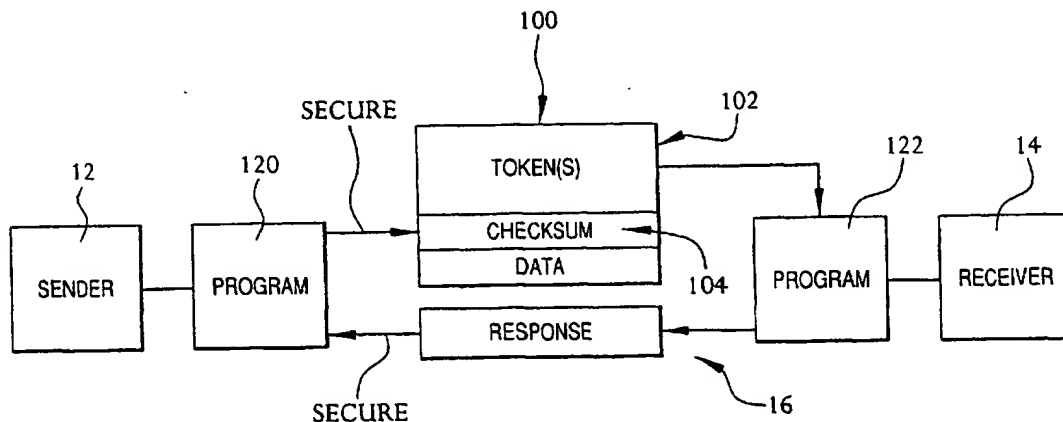 100
SECURE
102
12
120
TOKEN(S)
122
14
CHECKSUM
SENDER
PROGRAM
DATA
104
PROGRAM
RECEIVER
RESPONSE
SECURE
16